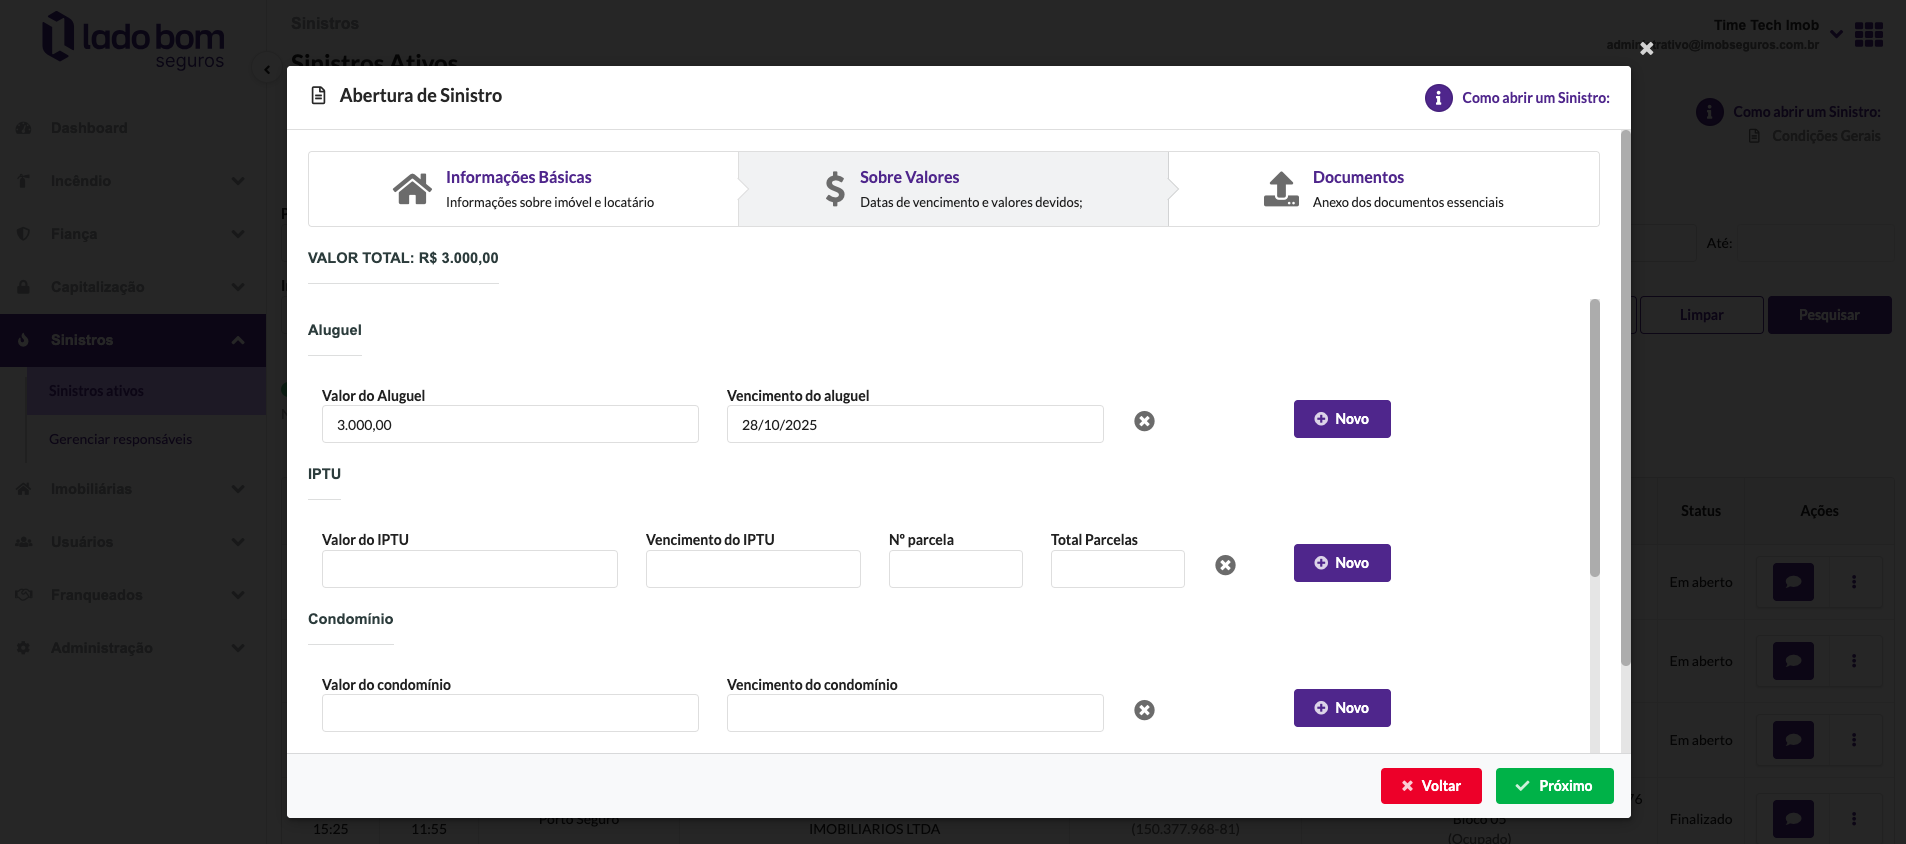 lado bom
seguros
Sinistros
Sinistros Ativos
Time Tech Imob
Como abrir um Sinistro:
Condições Gerais
Dashboard
Incêndio
Fiança
Capitalização
Sinistros
Sinistros ativos
Gerenciar responsáveis
Imobiliárias
Usuários
Franqueados
Administração
Até:
Limpar
Pesquisar
Abertura de Sinistro
Como abrir um Sinistro:
Informações Básicas
Informações sobre imóvel e locatário
Sobre Valores
Datas de vencimento e valores devidos;
Documentos
Anexo dos documentos essenciais
VALOR TOTAL: R$ 3.000,00
Aluguel
Valor do Aluguel
Vencimento do aluguel
3.000,00
28/10/2025
Novo
IPTU
Valor do IPTU
Vencimento do IPTU
Nº parcela
Total Parcelas
Novo
Condomínio
Valor do condomínio
Vencimento do condomínio
Novo
Voltar
Próximo
Status
Ações
Em aberto
Em aberto
Em aberto
Finalizado
15:25
11:55
Porto Seguro
IMOBILIARIOS LTDA
(150.377.968-81)
Bloco 05
(Ocupado)